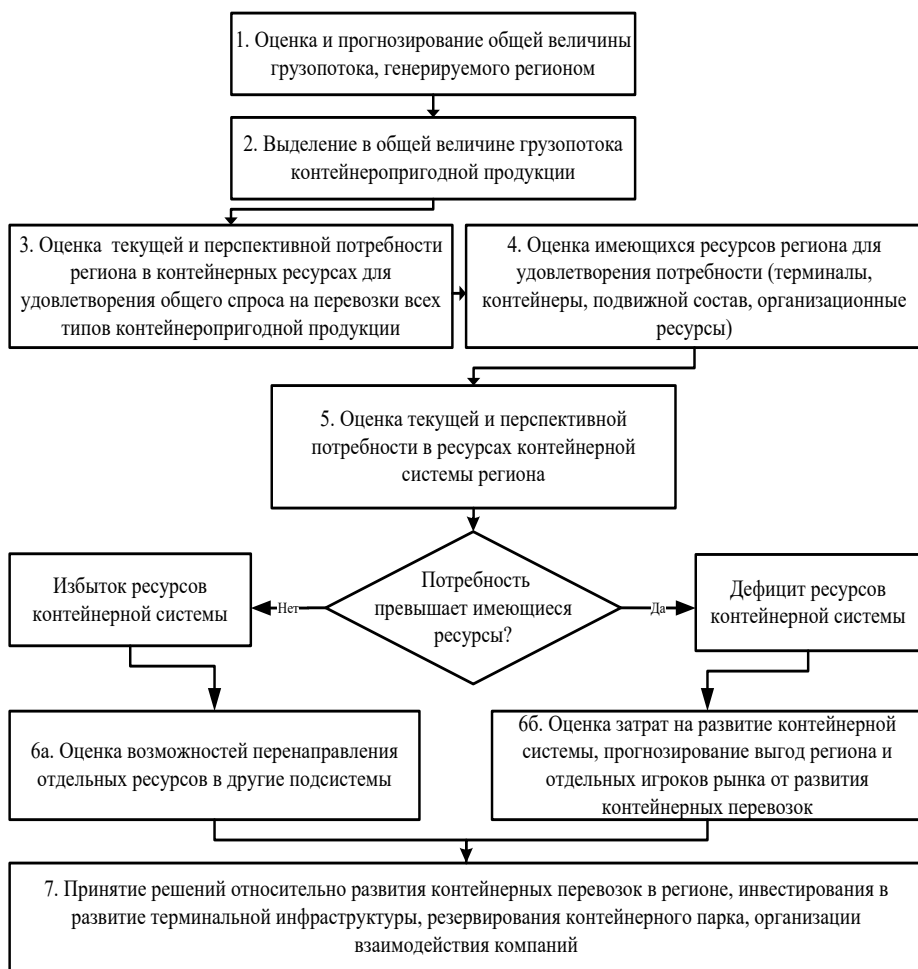 1. Оценка и прогнозирование общей величины
грузопотока, генерируемого регионом
2. Выделение в общей величине грузопотока
контейнеропригодной продукции
3. Оценка текущей и перспективной потребности
региона в контейнерных ресурсах для
удовлетворения общего спроса на перевозки всех
типов контейнеропригодной продукции
4. Оценка имеющихся ресурсов региона для
удовлетворения потребности (терминалы,
контейнеры, подвижной состав, организационные
ресурсы)
5. Оценка текущей и перспективной
потребности в ресурсах контейнерной
системы региона
Избыток ресурсов
контейнерной системы
Нет
Потребность
превышает имеющиеся
ресурсы?
Да
Дефицит ресурсов
контейнерной системы
6а. Оценка возможностей перенаправления
отдельных ресурсов в другие подсистемы
6б. Оценка затрат на развитие контейнерной
системы, прогнозирование выгод региона и
отдельных игроков рынка от развития
контейнерных перевозок
7. Принятие решений относительно развития контейнерных перевозок в регионе, инвестирования в
развитие терминальной инфраструктуры, резервирования контейнерного парка, организации
взаимодействия компаний